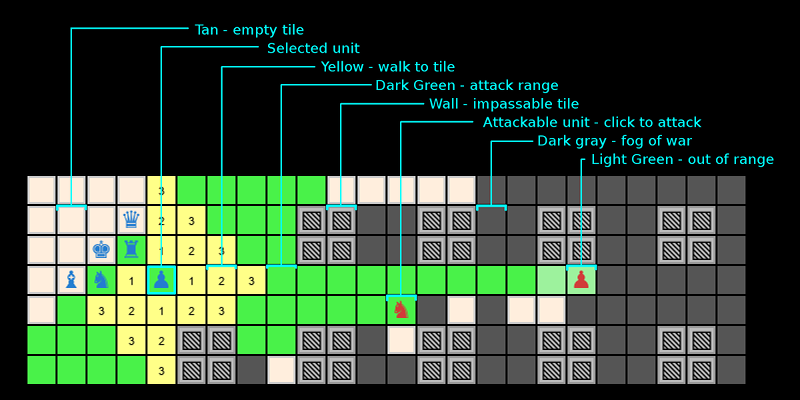 Tan - empty tile
Selected unit
Yellow - walk to tile
Dark Green - attack range
Wall - impassable tile
Attackable unit - click to attack
Dark gray - fog of war
Light Green - out of range
3
2 3
1 2 3
1 1 2 3
3 2 1 2 3
3 2
3